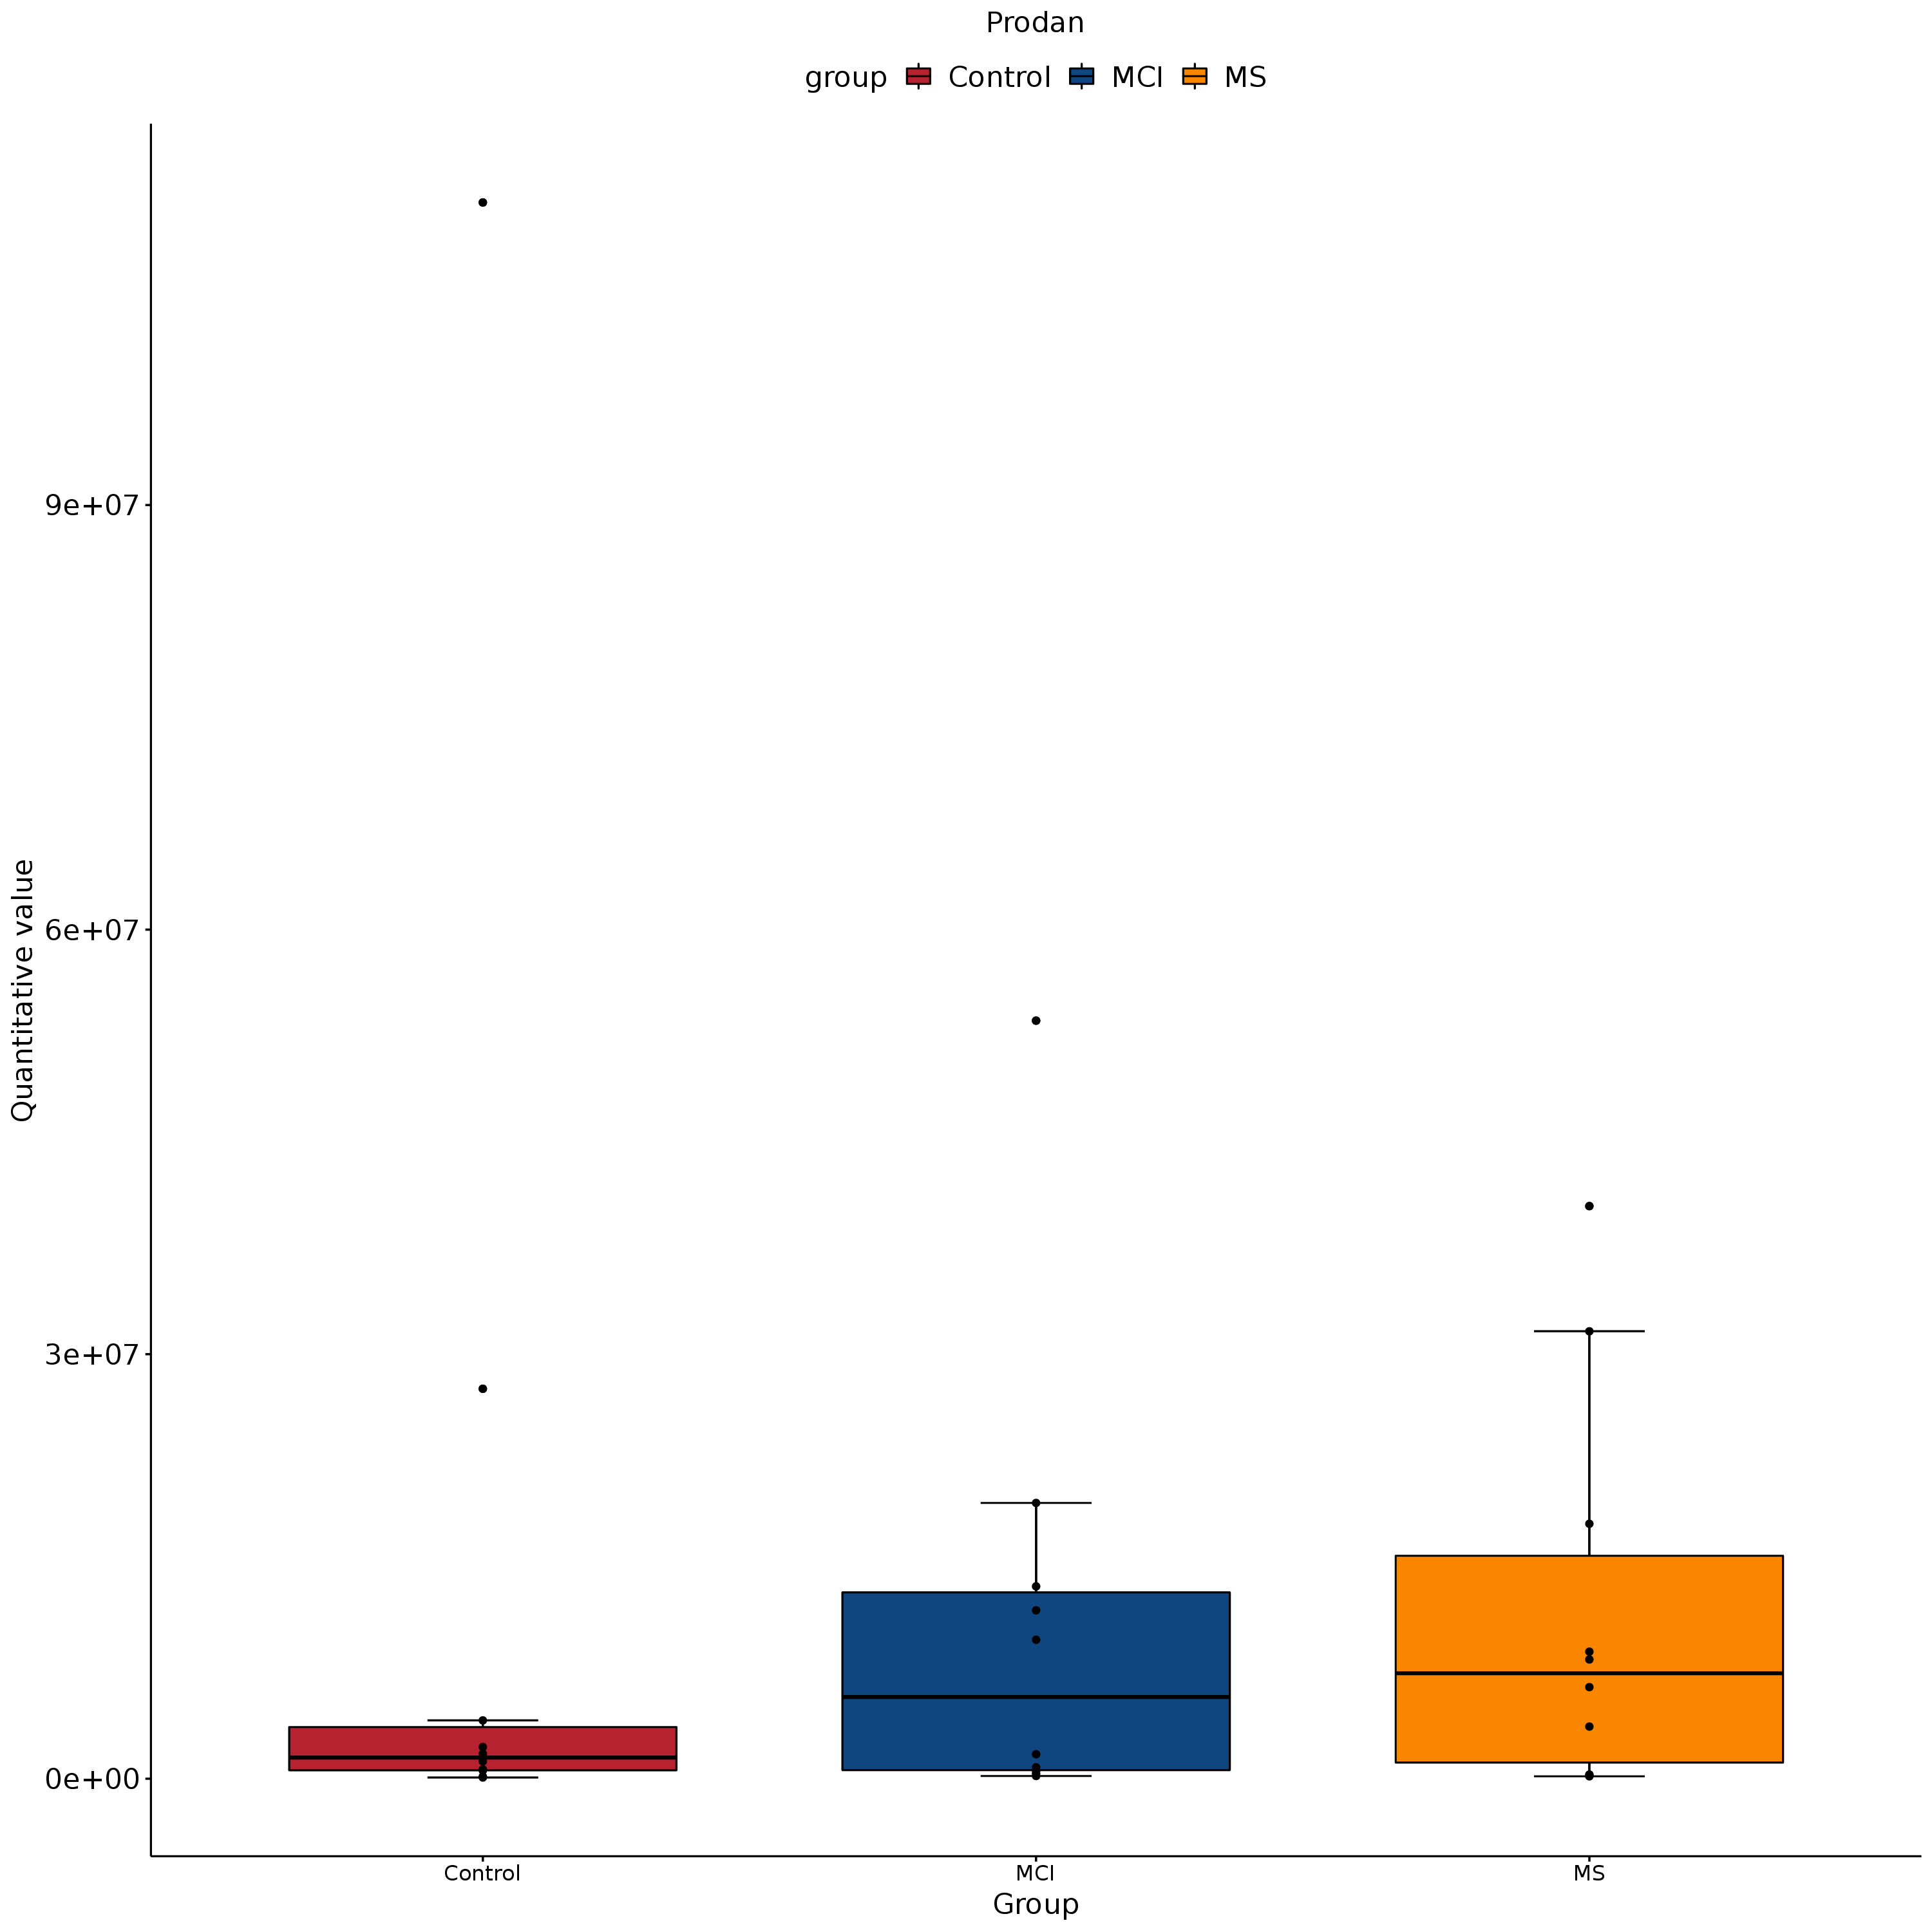 Prodan
group Control MCI MS
9e+07
6e+07
3e+07
0e+00
Quantitative value
Control MCI MS
Group